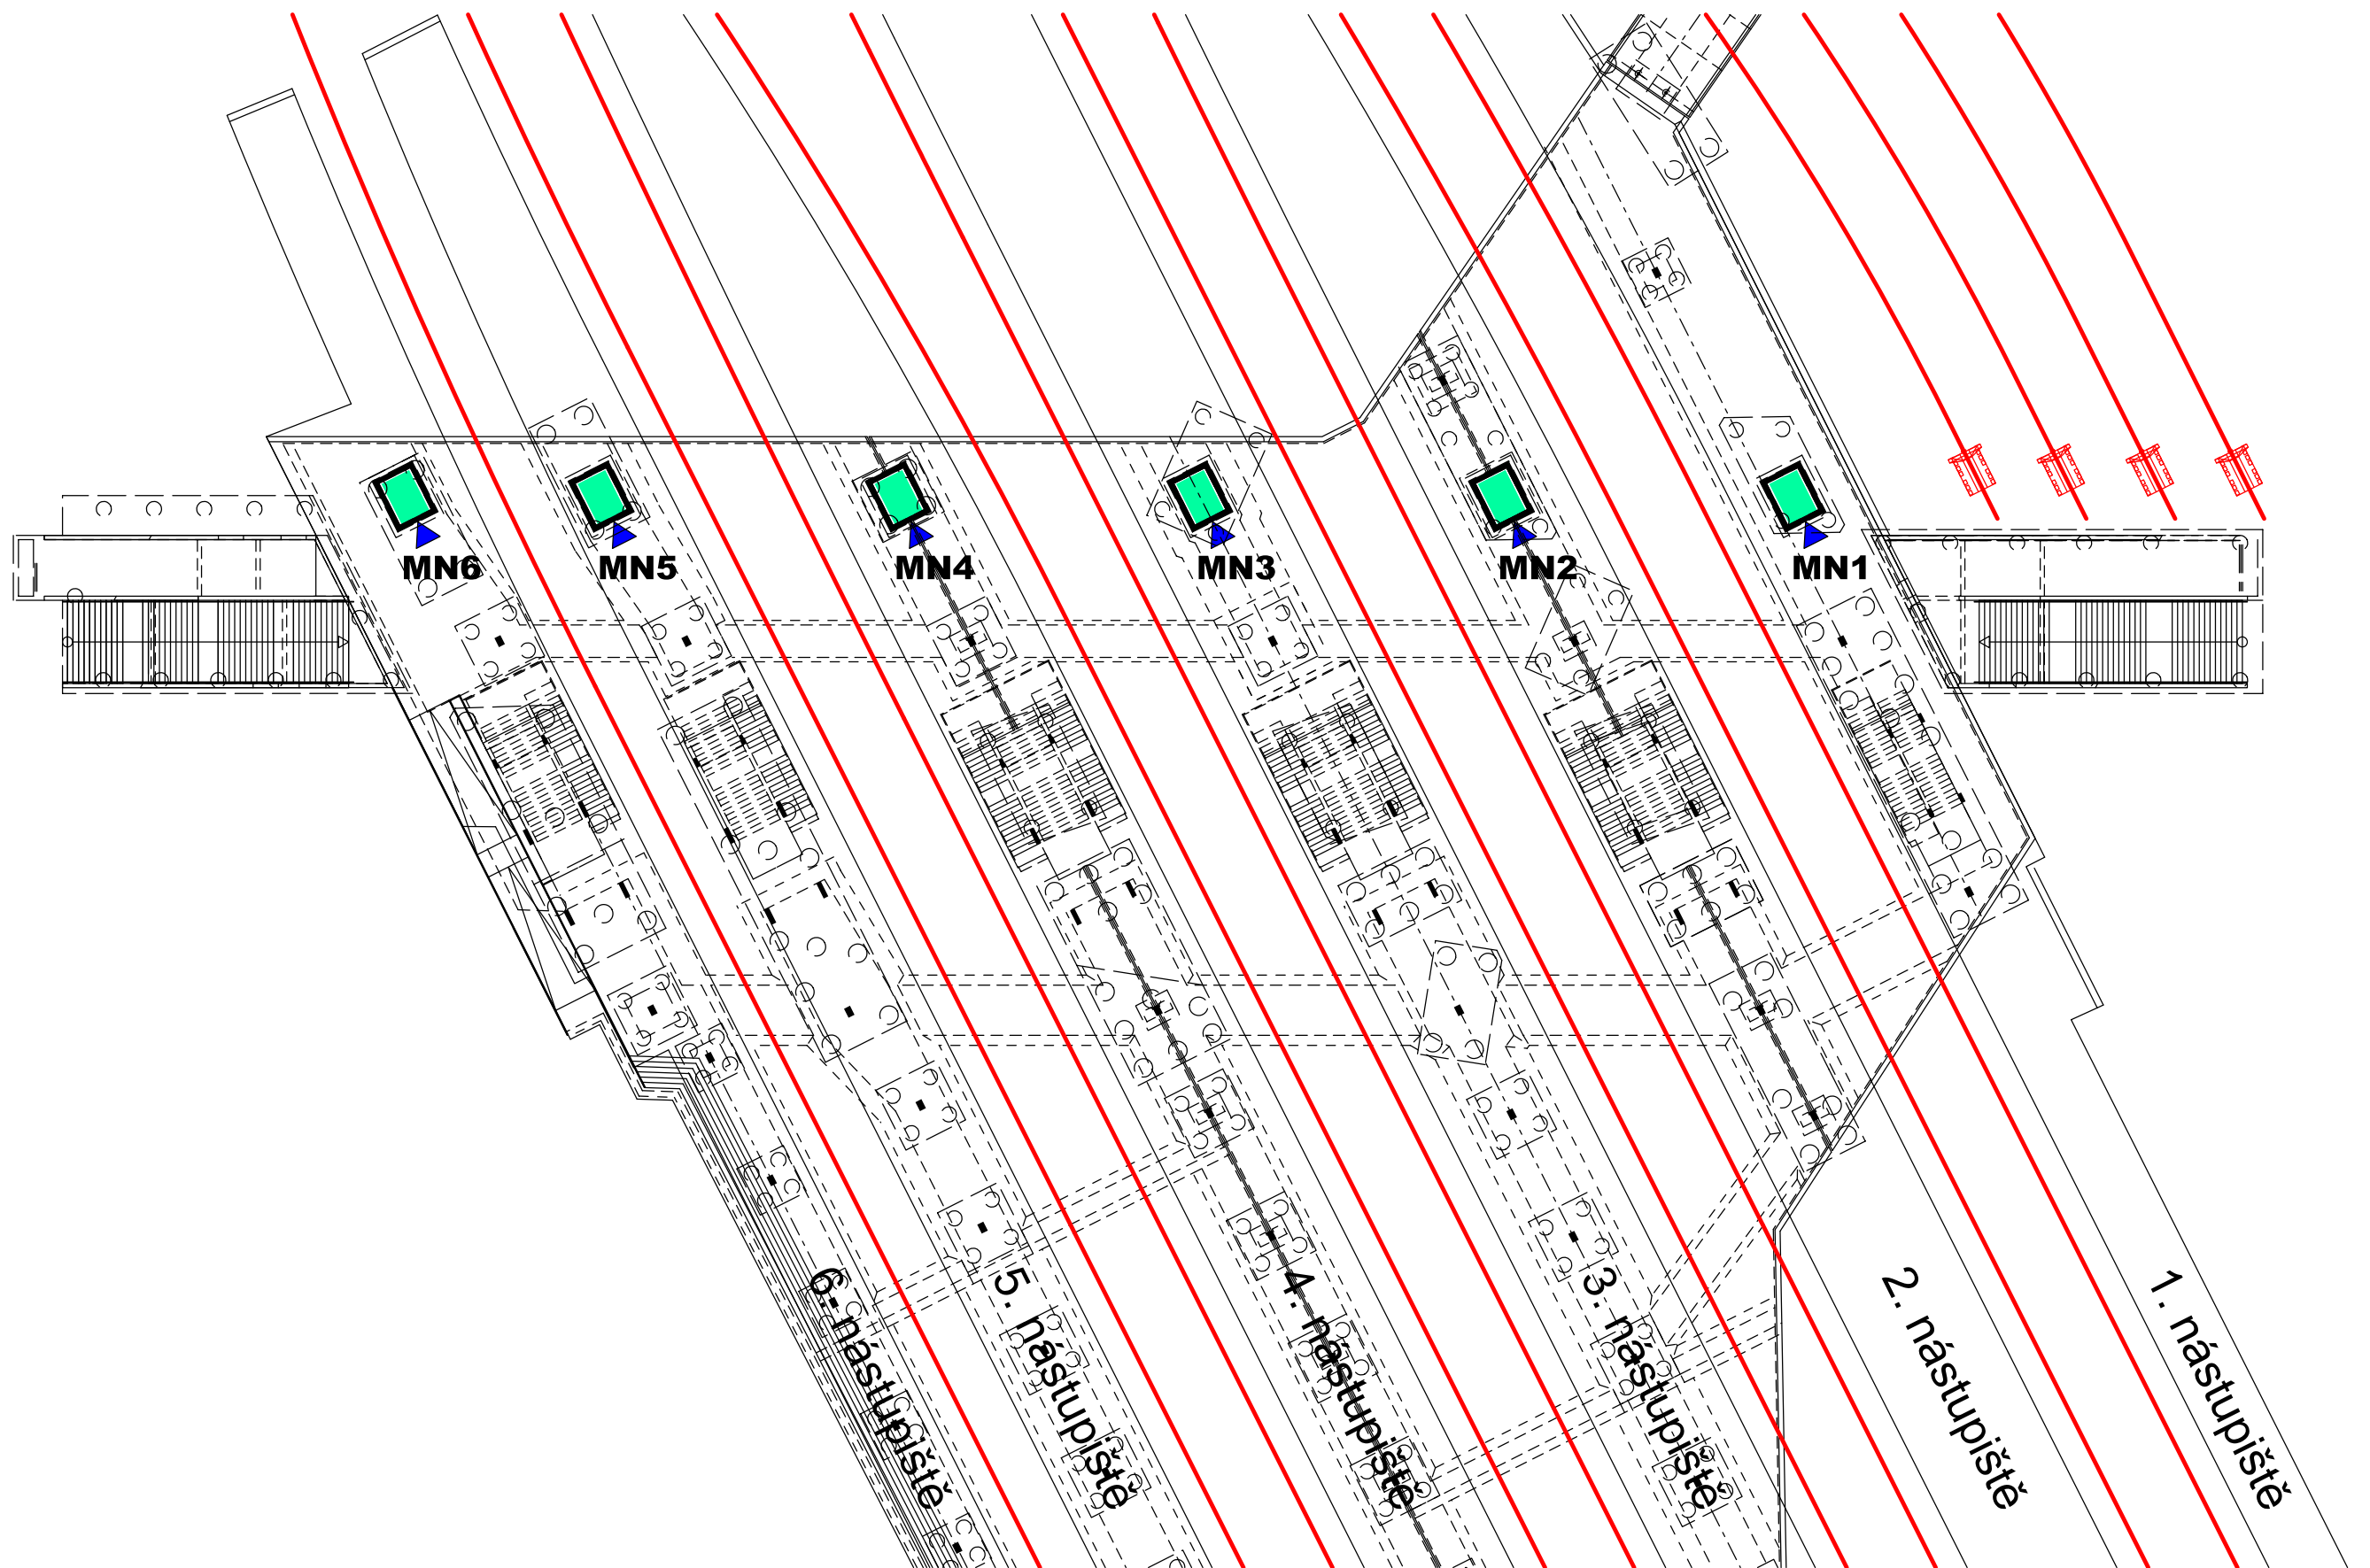 MN6
MN5
MN4
MN3
MN2
MN1
6. nástupiště
5. nástupiště
4. nástupiště
3. nástupiště
2. nástupiště
1. nástupiště